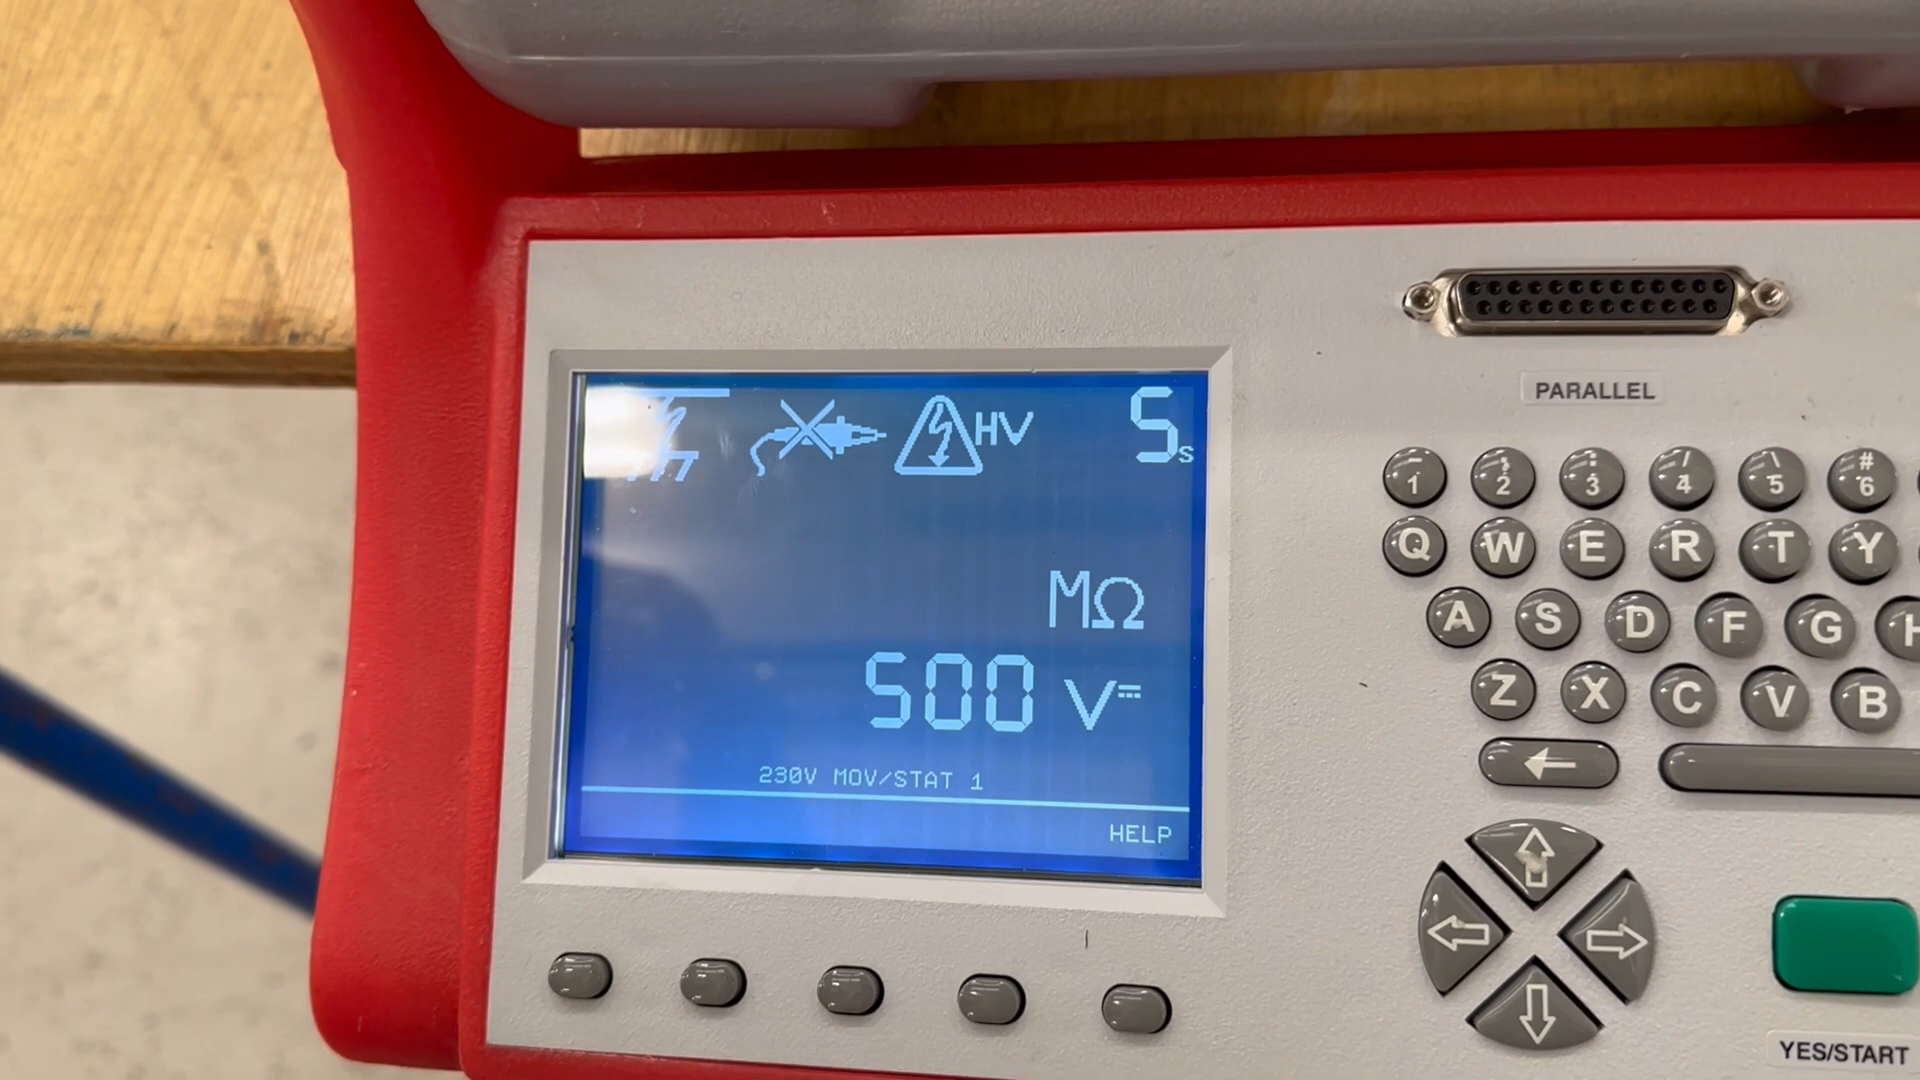 HV
5s
MΩ
500 V
230V MOV/STAT 1
HELP
PARALLEL
- 1
2
: 3
/ 4
\ 5
# 6
Q W E R T Y
A S D F G H
Z X C V B
YES/START